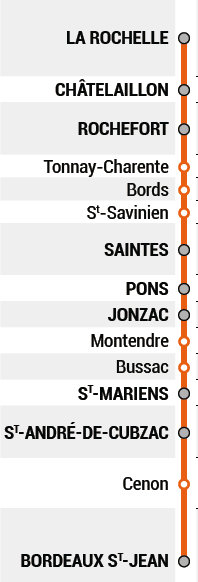 LA ROCHELLE
CHÂTELAILLON
ROCHEFORT
Tonnay-Charente
Bords
Sᵗ-Savinien
SAINTES
PONS
JONZAC
Montendre
Bussac
Sᵀ-MARIENS
Sᵀ-ANDRÉ-DE-CUBZAC
Cenon
BORDEAUX Sᵀ-JEAN